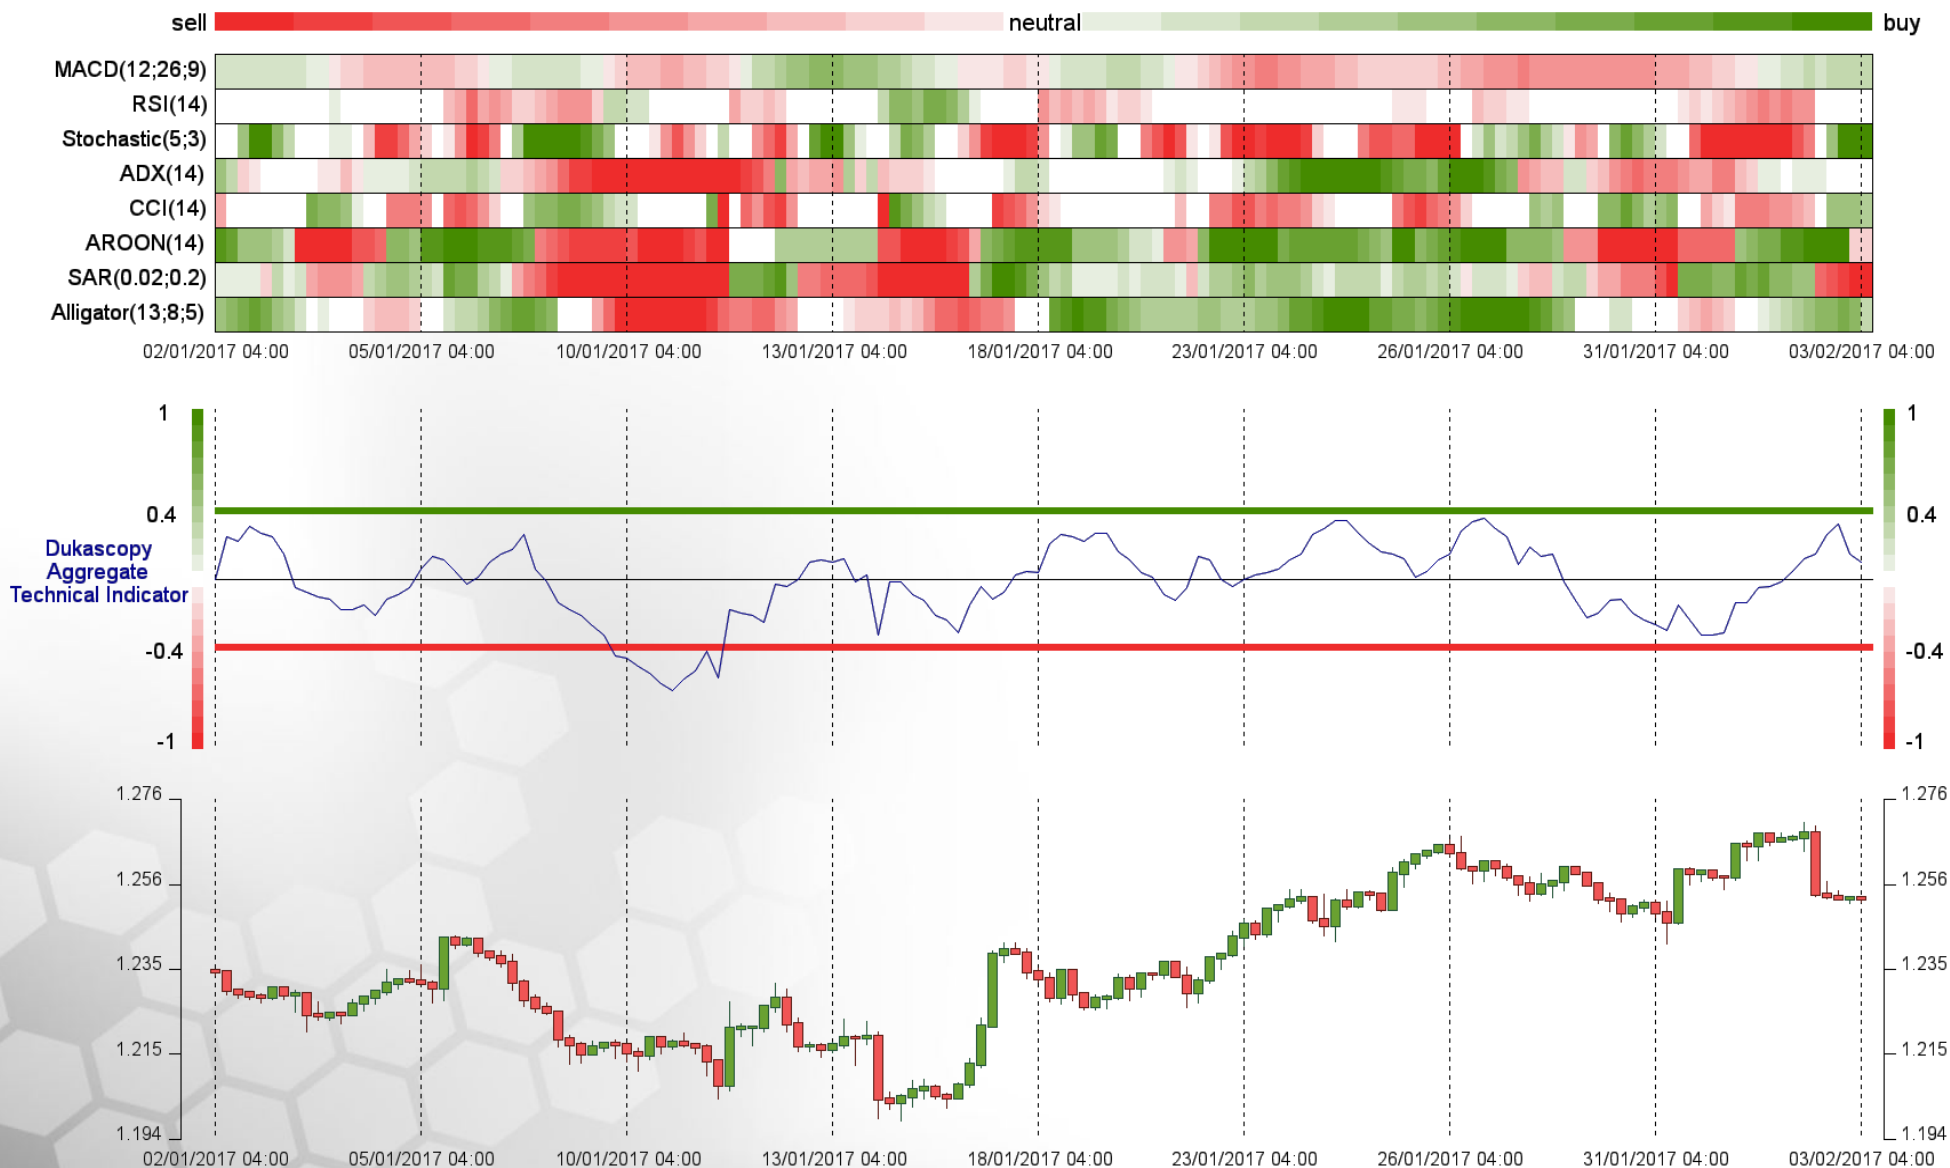 sell neutral buy
MACD(12;26;9)
RSI(14)
Stochastic(5;3)
ADX(14)
CCI(14)
AROON(14)
SAR(0.02;0.2)
Alligator(13;8;5)
02/01/2017 04:00 05/01/2017 04:00 10/01/2017 04:00 13/01/2017 04:00 18/01/2017 04:00 23/01/2017 04:00 26/01/2017 04:00 31/01/2017 04:00 03/02/2017 04:00
1 1
0.4 0.4
Dukascopy
Aggregate
Technical Indicator
-0.4 -0.4
-1 -1
1.276 1.276
1.256 1.256
1.235 1.235
1.215 1.215
1.194 1.194
02/01/2017 04:00 05/01/2017 04:00 10/01/2017 04:00 13/01/2017 04:00 18/01/2017 04:00 23/01/2017 04:00 26/01/2017 04:00 31/01/2017 04:00 03/02/2017 04:00